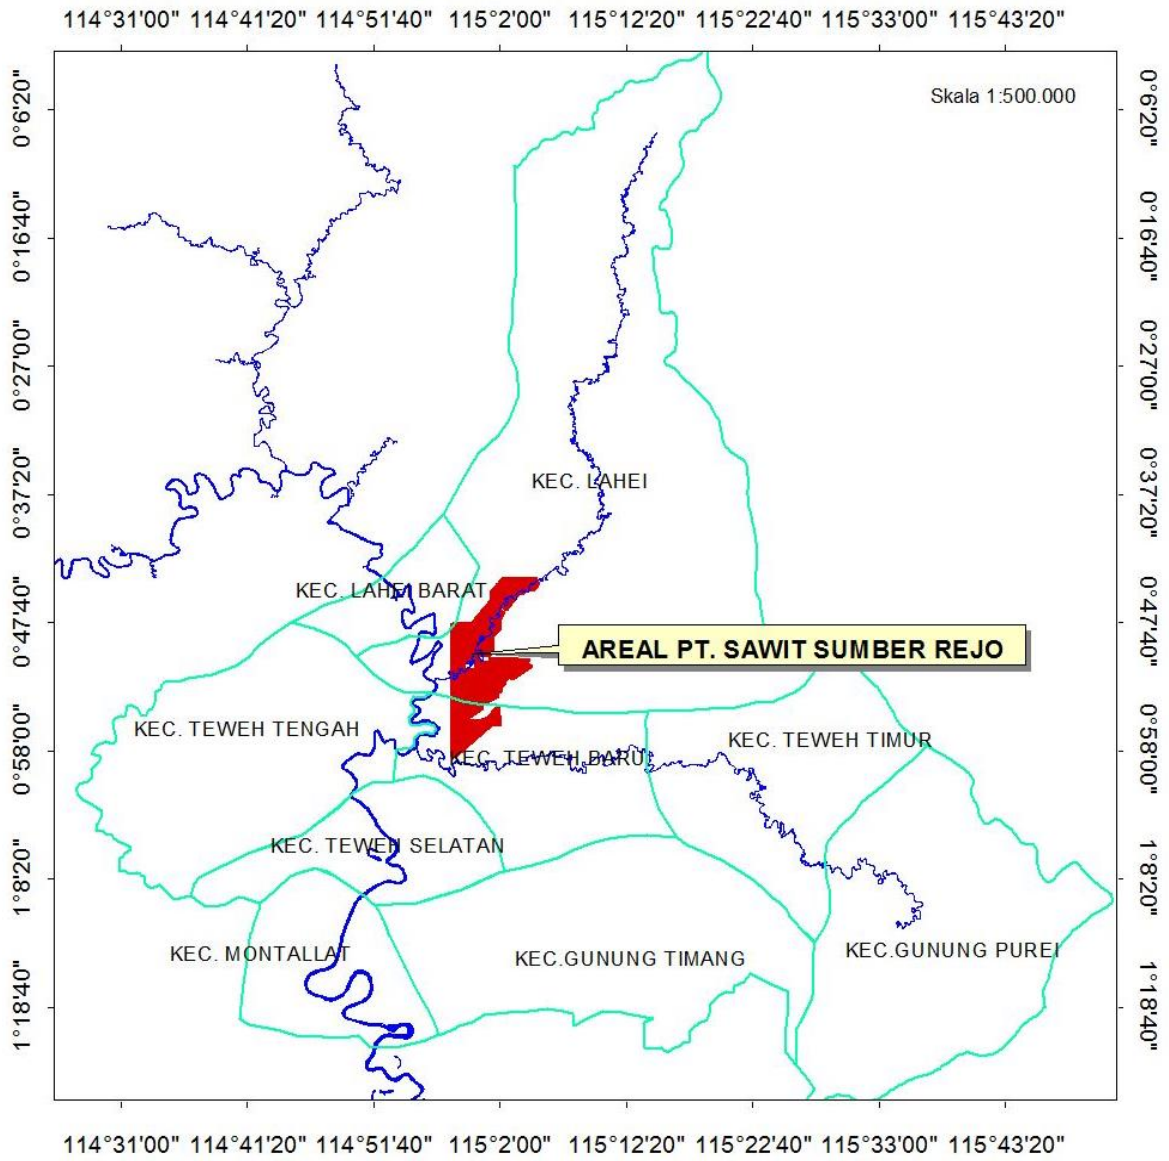 114°31'00" 114°41'20" 114°51'40" 115°2'00" 115°12'20" 115°22'40" 115°33'00" 115°43'20"
Skala 1:500.000
0°6'20" 0°6'20"
0°16'40" 0°16'40"
0°27'00" 0°27'00"
KEC. LAHEI
0°37'20" 0°37'20"
KEC. LAHEI BARAT
0°47'40" 0°47'40"
AREAL PT. SAWIT SUMBER REJO
KEC. TEWEH TENGAH
KEC. TEWEH TIMUR
0°58'00" 0°58'00"
KEC. TEWEH BARU
KEC. TEWEH SELATAN
1°8'20" 1°8'20"
KEC. MONTALLAT
KEC.GUNUNG TIMANG
KEC.GUNUNG PUREI
1°18'40" 1°18'40"
114°31'00" 114°41'20" 114°51'40" 115°2'00" 115°12'20" 115°22'40" 115°33'00" 115°43'20"